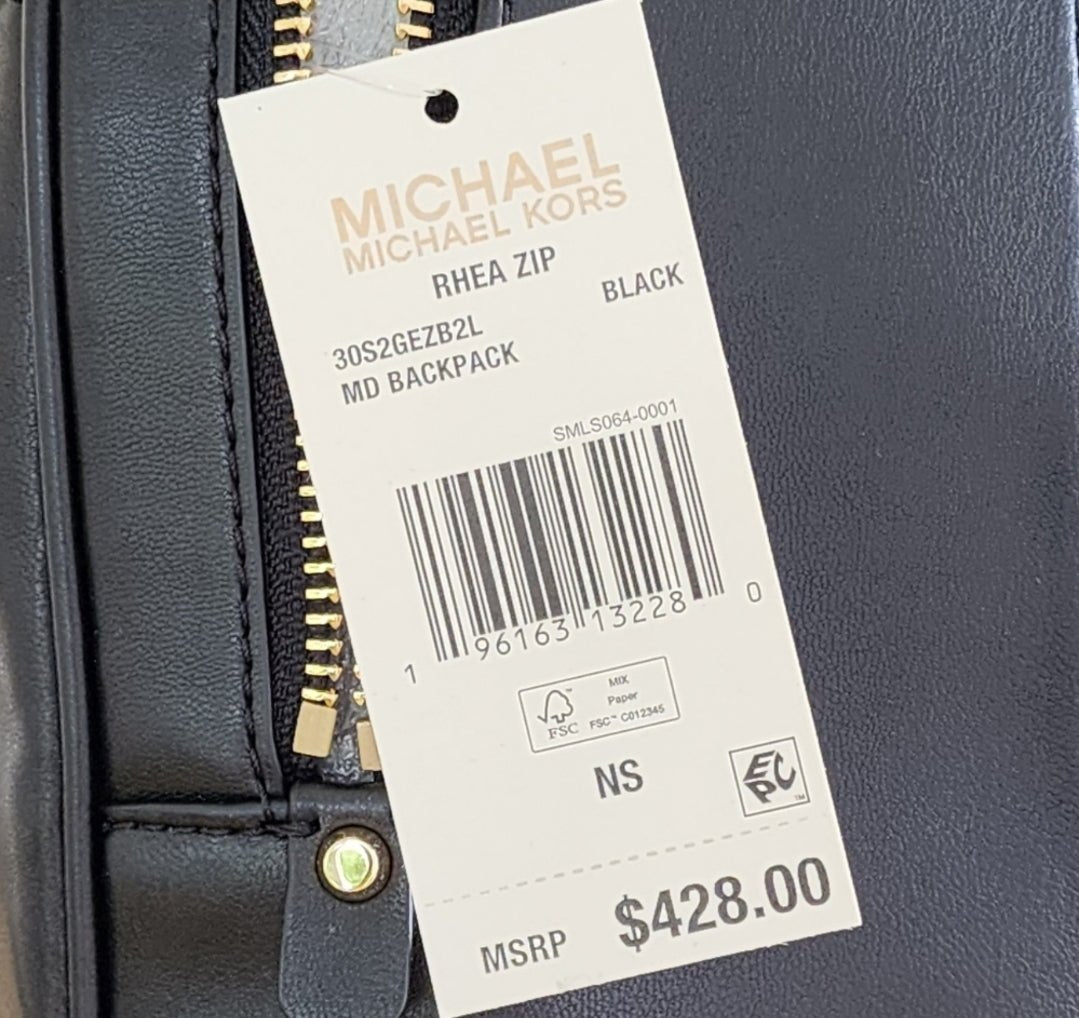 MICHAEL
MICHAEL KORS
RHEA ZIP
BLACK
30S2GEZB2L
MD BACKPACK
SMLS064-0001
1 96163 13228 0
MIX
Paper
FSC™ C012345
FSC
NS
EPC™
MSRP $428.00